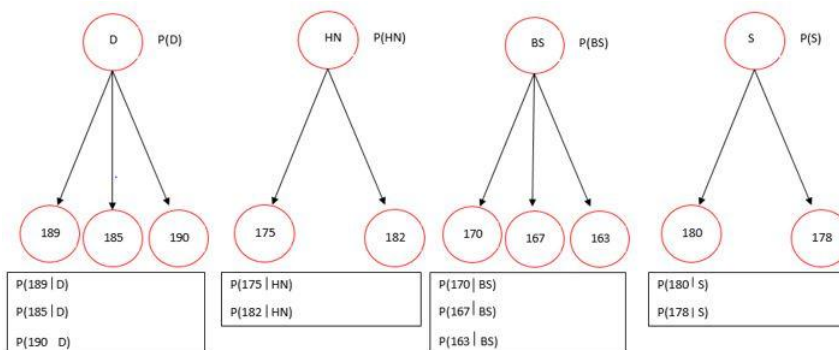 D P(D) HN P(HN) BS P(BS) S P(S)
189 185 190 175 182 170 167 163 180 178
P(189 | D)
P(185 | D)
P(190 D)
P(175 | HN)
P(182 | HN)
P(170 | BS)
P(167 | BS)
P(163 | BS)
P(180 | S)
P(178 | S)